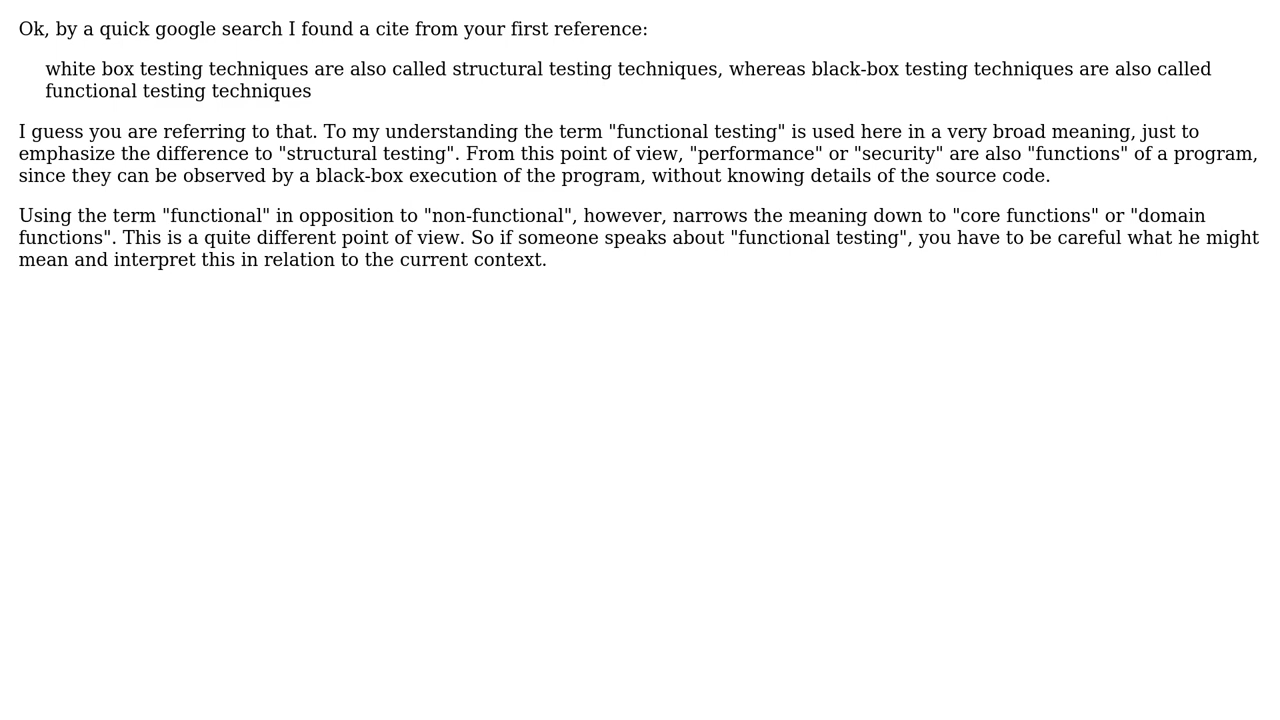 Ok, by a quick google search I found a cite from your first reference:
white box testing techniques are also called structural testing techniques, whereas black-box testing techniques are also called
functional testing techniques
I guess you are referring to that. To my understanding the term "functional testing" is used here in a very broad meaning, just to
emphasize the difference to "structural testing". From this point of view, "performance" or "security" are also "functions" of a program,
since they can be observed by a black-box execution of the program, without knowing details of the source code.
Using the term "functional" in opposition to "non-functional", however, narrows the meaning down to "core functions" or "domain
functions". This is a quite different point of view. So if someone speaks about "functional testing", you have to be careful what he might
mean and interpret this in relation to the current context.